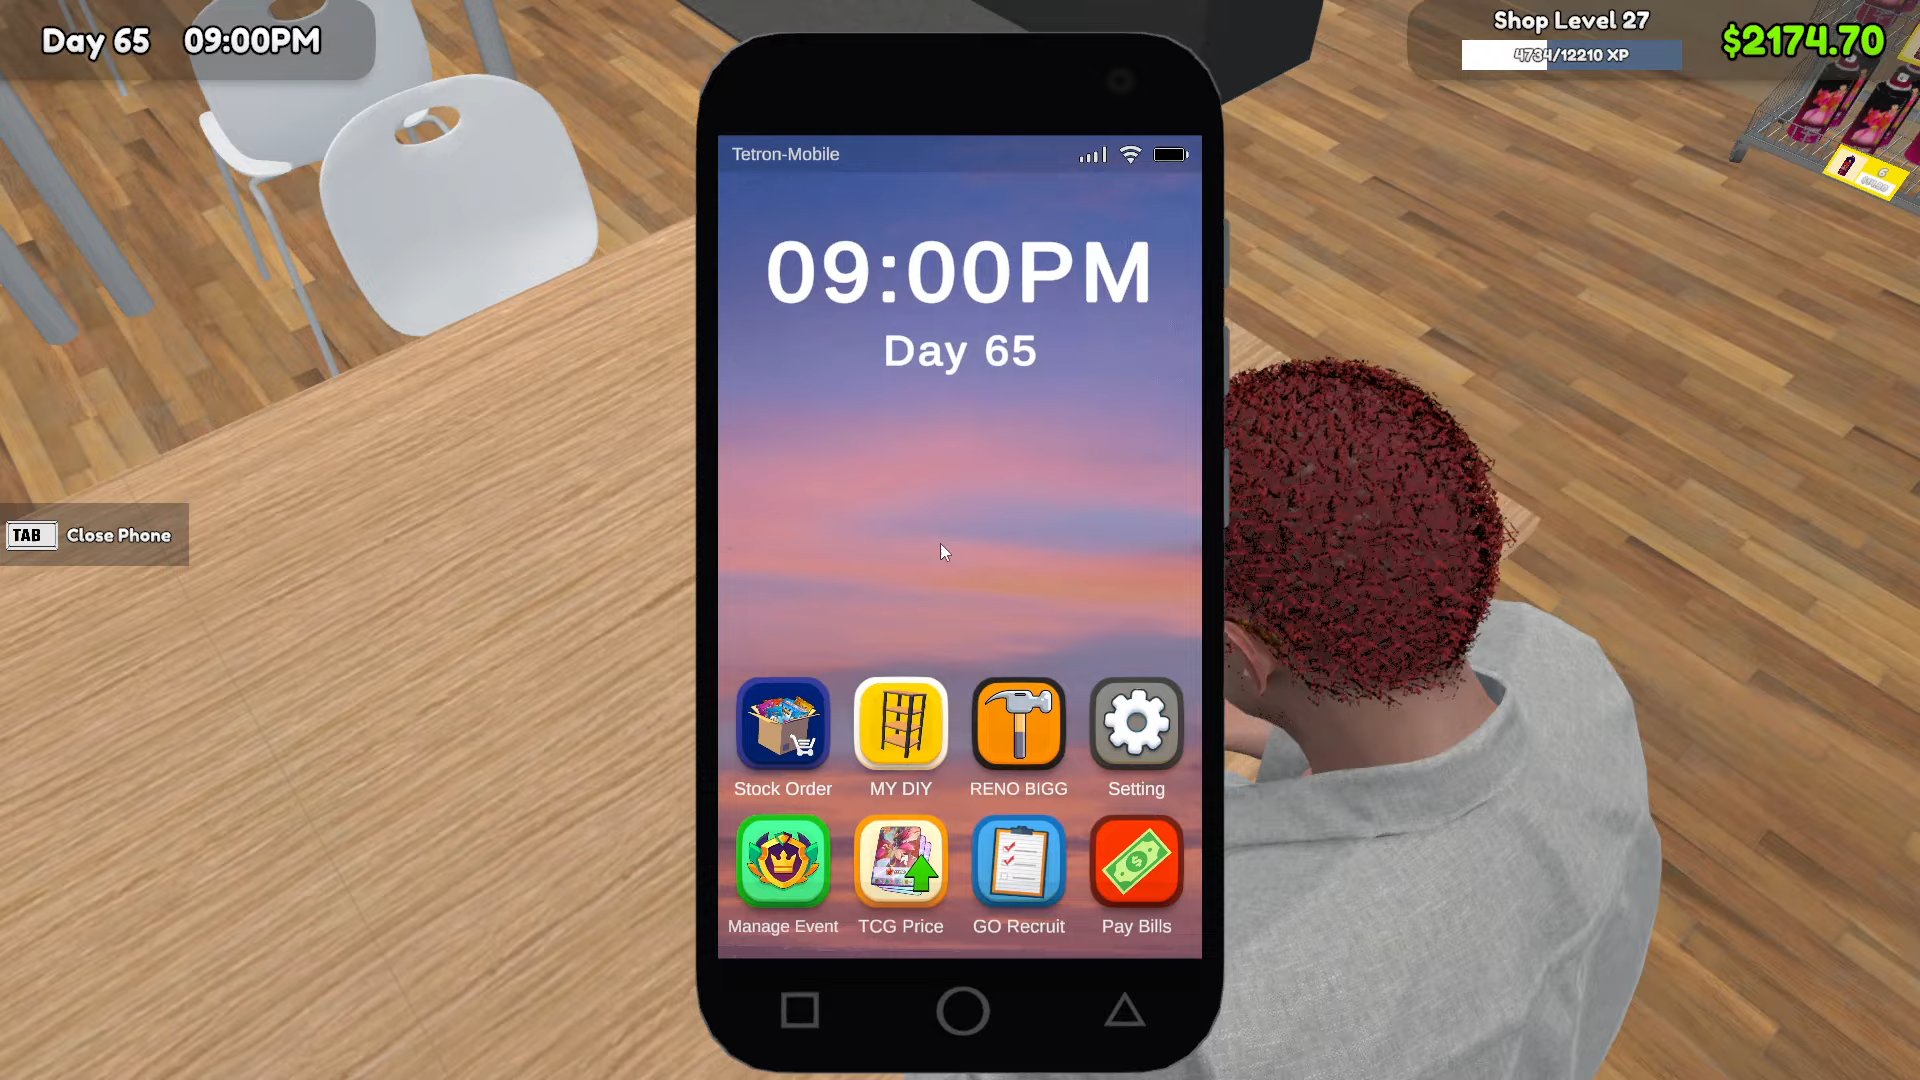 Day 65 09:00PM
Shop Level 27
4734/12210 XP
$2174.70
Tetron-Mobile
09:00PM
Day 65
TAB Close Phone
Stock Order MY DIY RENO BIGG Setting
Manage Event TCG Price GO Recruit Pay Bills
6